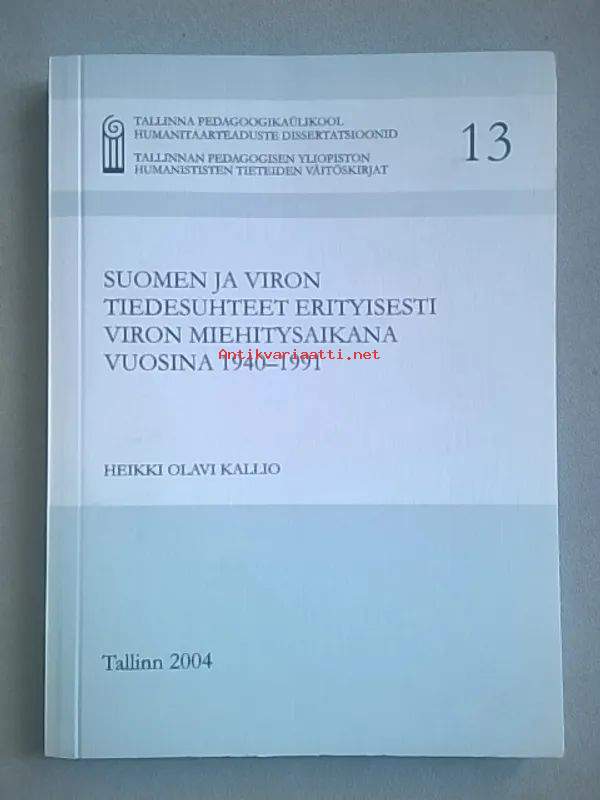 TALLINNA PEDAGOOGIKAÜLIKOOL
HUMANITAARTEADUSTE DISSERTATSIOONID
TALLINNAN PEDAGOGISEN YLIOPISTON
HUMANISTISTEN TIETEIDEN VÄITÖSKIRJAT
13
SUOMEN JA VIRON
TIEDESUHTEET ERITYISESTI
VIRON MIEHITYSAIKANA
VUOSINA 1940–1991
Antikvariaatti.net
HEIKKI OLAVI KALLIO
Tallinn 2004